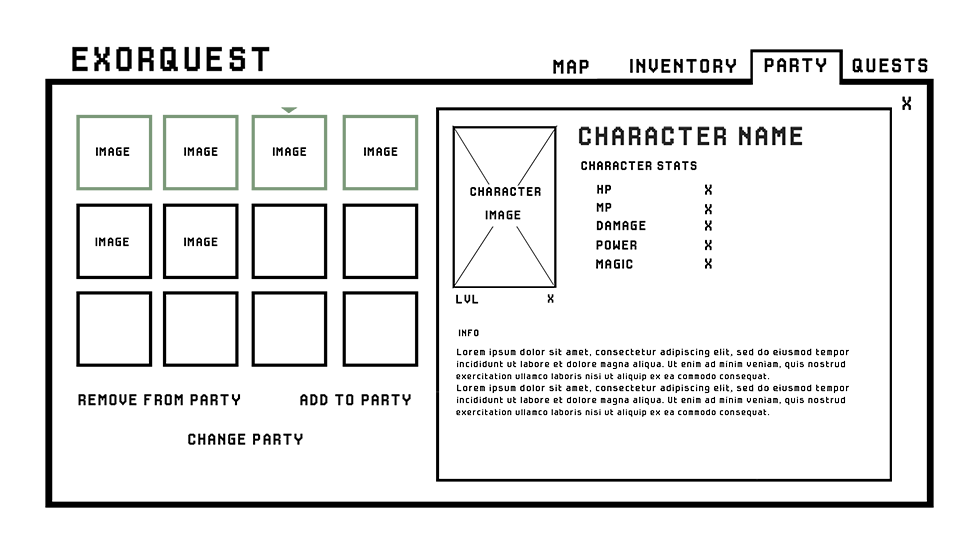 EXORQUEST
MAP INVENTORY PARTY QUESTS
X
IMAGE IMAGE IMAGE IMAGE
IMAGE IMAGE
REMOVE FROM PARTY ADD TO PARTY
CHANGE PARTY
CHARACTER
IMAGE
LVL X
CHARACTER NAME
CHARACTER STATS
HP X
MP X
DAMAGE X
POWER X
MAGIC X
INFO
Lorem ipsum dolor sit amet, consectetur adipiscing elit, sed do eiusmod tempor
incididunt ut labore et dolore magna aliqua. Ut enim ad minim veniam, quis nostrud
exercitation ullamco laboris nisi ut aliquip ex ea commodo consequat.
Lorem ipsum dolor sit amet, consectetur adipiscing elit, sed do eiusmod tempor
incididunt ut labore et dolore magna aliqua. Ut enim ad minim veniam, quis nostrud
exercitation ullamco laboris nisi ut aliquip ex ea commodo consequat.